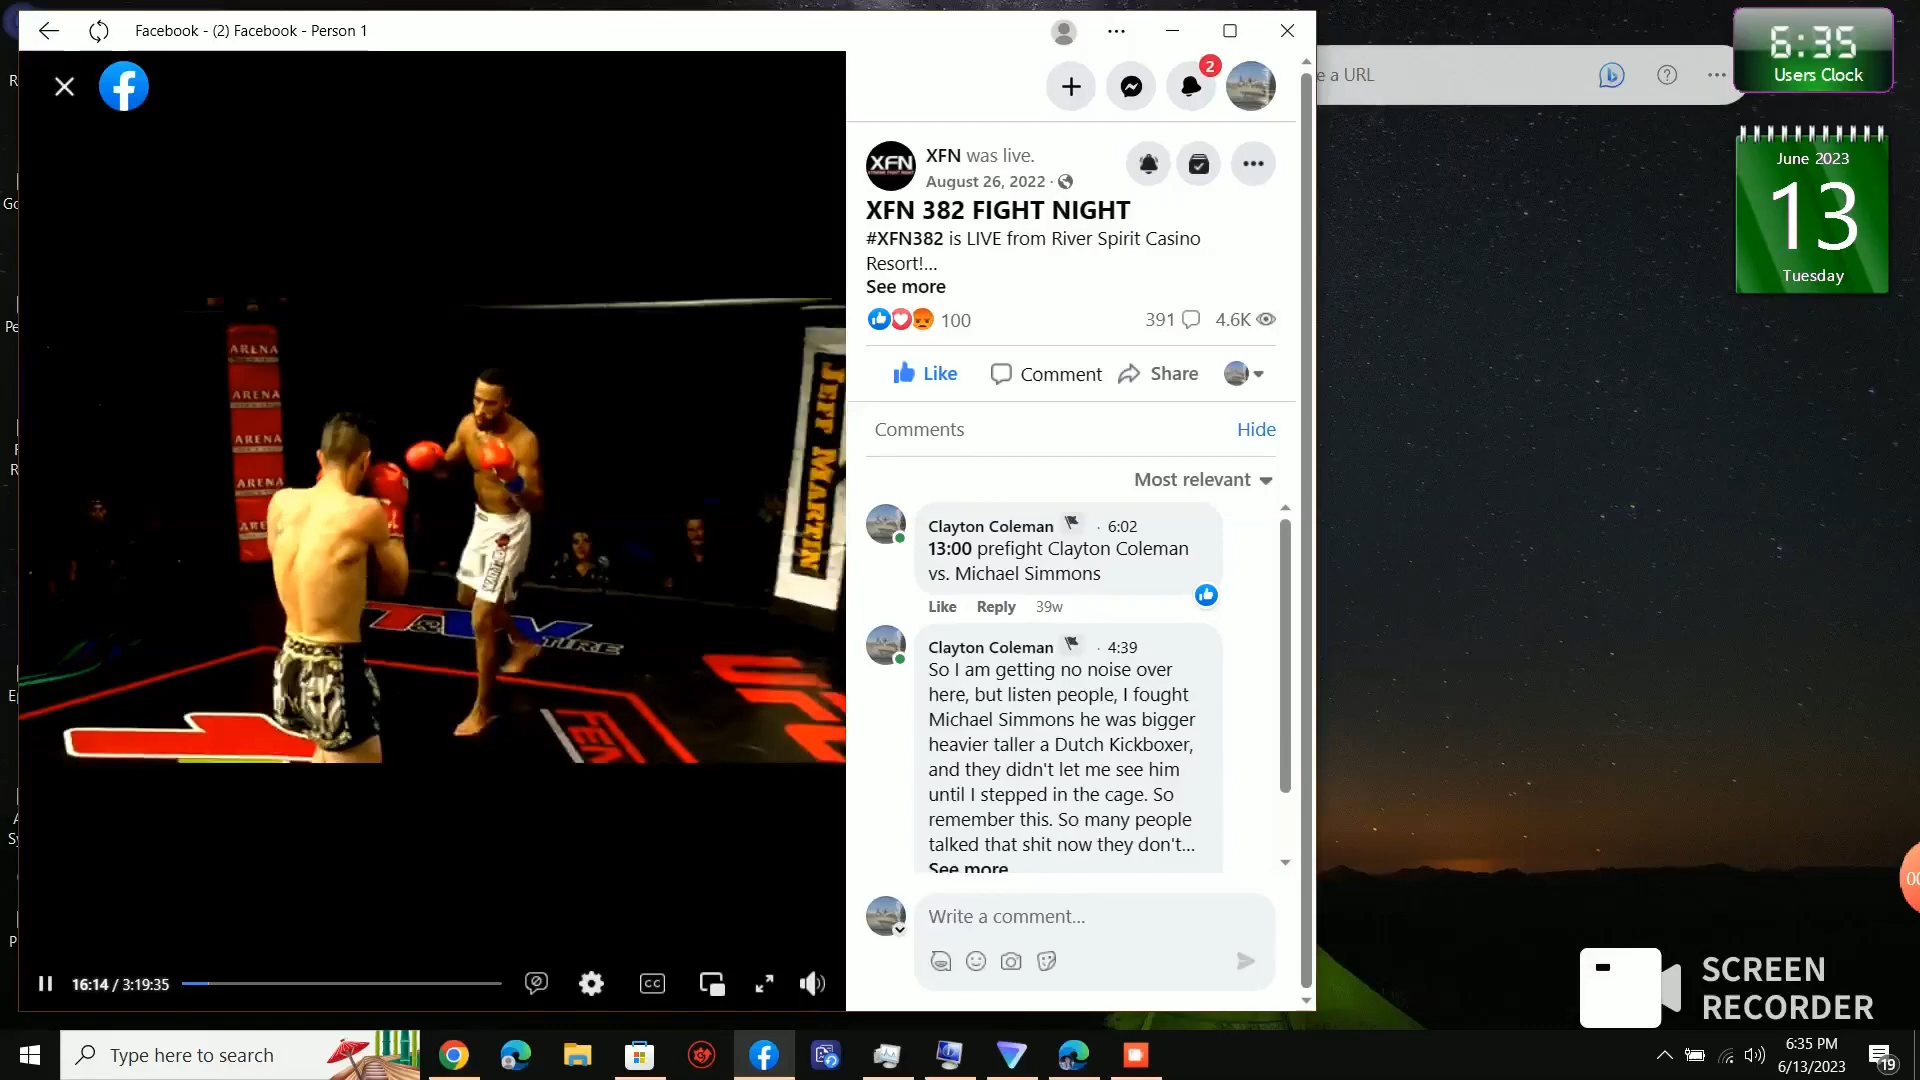 Facebook - (2) Facebook - Person 1
e a URL
6:35
Users Clock
2
June 2023
13
Tuesday
XFN
XFN was live.
August 26, 2022 ·
XFN 382 FIGHT NIGHT
#XFN382 is LIVE from River Spirit Casino
Resort!...
See more
100
391
4.6K
Like
Comment
Share
Comments
Hide
Most relevant
Clayton Coleman · 6:02
13:00 prefight Clayton Coleman
vs. Michael Simmons
Like Reply 39w
Clayton Coleman · 4:39
So I am getting no noise over
here, but listen people, I fought
Michael Simmons he was bigger
heavier taller a Dutch Kickboxer,
and they didn't let me see him
until I stepped in the cage. So
remember this. So many people
talked that shit now they don't...
See more
Write a comment...
ARENA
ARENA
ARENA
ARENA
ARE
JEFF MARTIN
TIRE
UFC
16:14 / 3:19:35
CC
SCREEN
RECORDER
Type here to search
6:35 PM
6/13/2023
19